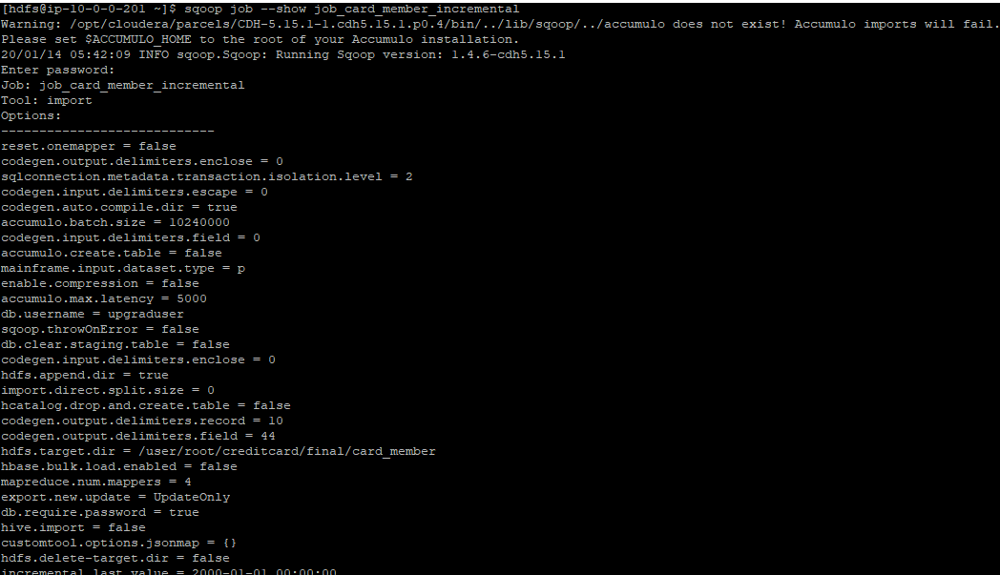 [hdfs@ip-10-0-0-201 ~]$ sqoop job --show job_card_member_incremental
Warning: /opt/cloudera/parcels/CDH-5.15.1-1.cdh5.15.1.p0.4/bin/../lib/sqoop/../accumulo does not exist! Accumulo imports will fail.
Please set $ACCUMULO_HOME to the root of your Accumulo installation.
20/01/14 05:42:09 INFO sqoop.Sqoop: Running Sqoop version: 1.4.6-cdh5.15.1
Enter password:
Job: job_card_member_incremental
Tool: import
Options:
----------------------------
reset.onemapper = false
codegen.output.delimiters.enclose = 0
sqlconnection.metadata.transaction.isolation.level = 2
codegen.input.delimiters.escape = 0
codegen.auto.compile.dir = true
accumulo.batch.size = 10240000
codegen.input.delimiters.field = 0
accumulo.create.table = false
mainframe.input.dataset.type = p
enable.compression = false
accumulo.max.latency = 5000
db.username = upgraduser
sqoop.throwOnError = false
db.clear.staging.table = false
codegen.input.delimiters.enclose = 0
hdfs.append.dir = true
import.direct.split.size = 0
hcatalog.drop.and.create.table = false
codegen.output.delimiters.record = 10
codegen.output.delimiters.field = 44
hdfs.target.dir = /user/root/creditcard/final/card_member
hbase.bulk.load.enabled = false
mapreduce.num.mappers = 4
export.new.update = UpdateOnly
db.require.password = true
hive.import = false
customtool.options.jsonmap = {}
hdfs.delete-target.dir = false
incremental.last.value = 2000-01-01 00:00:00